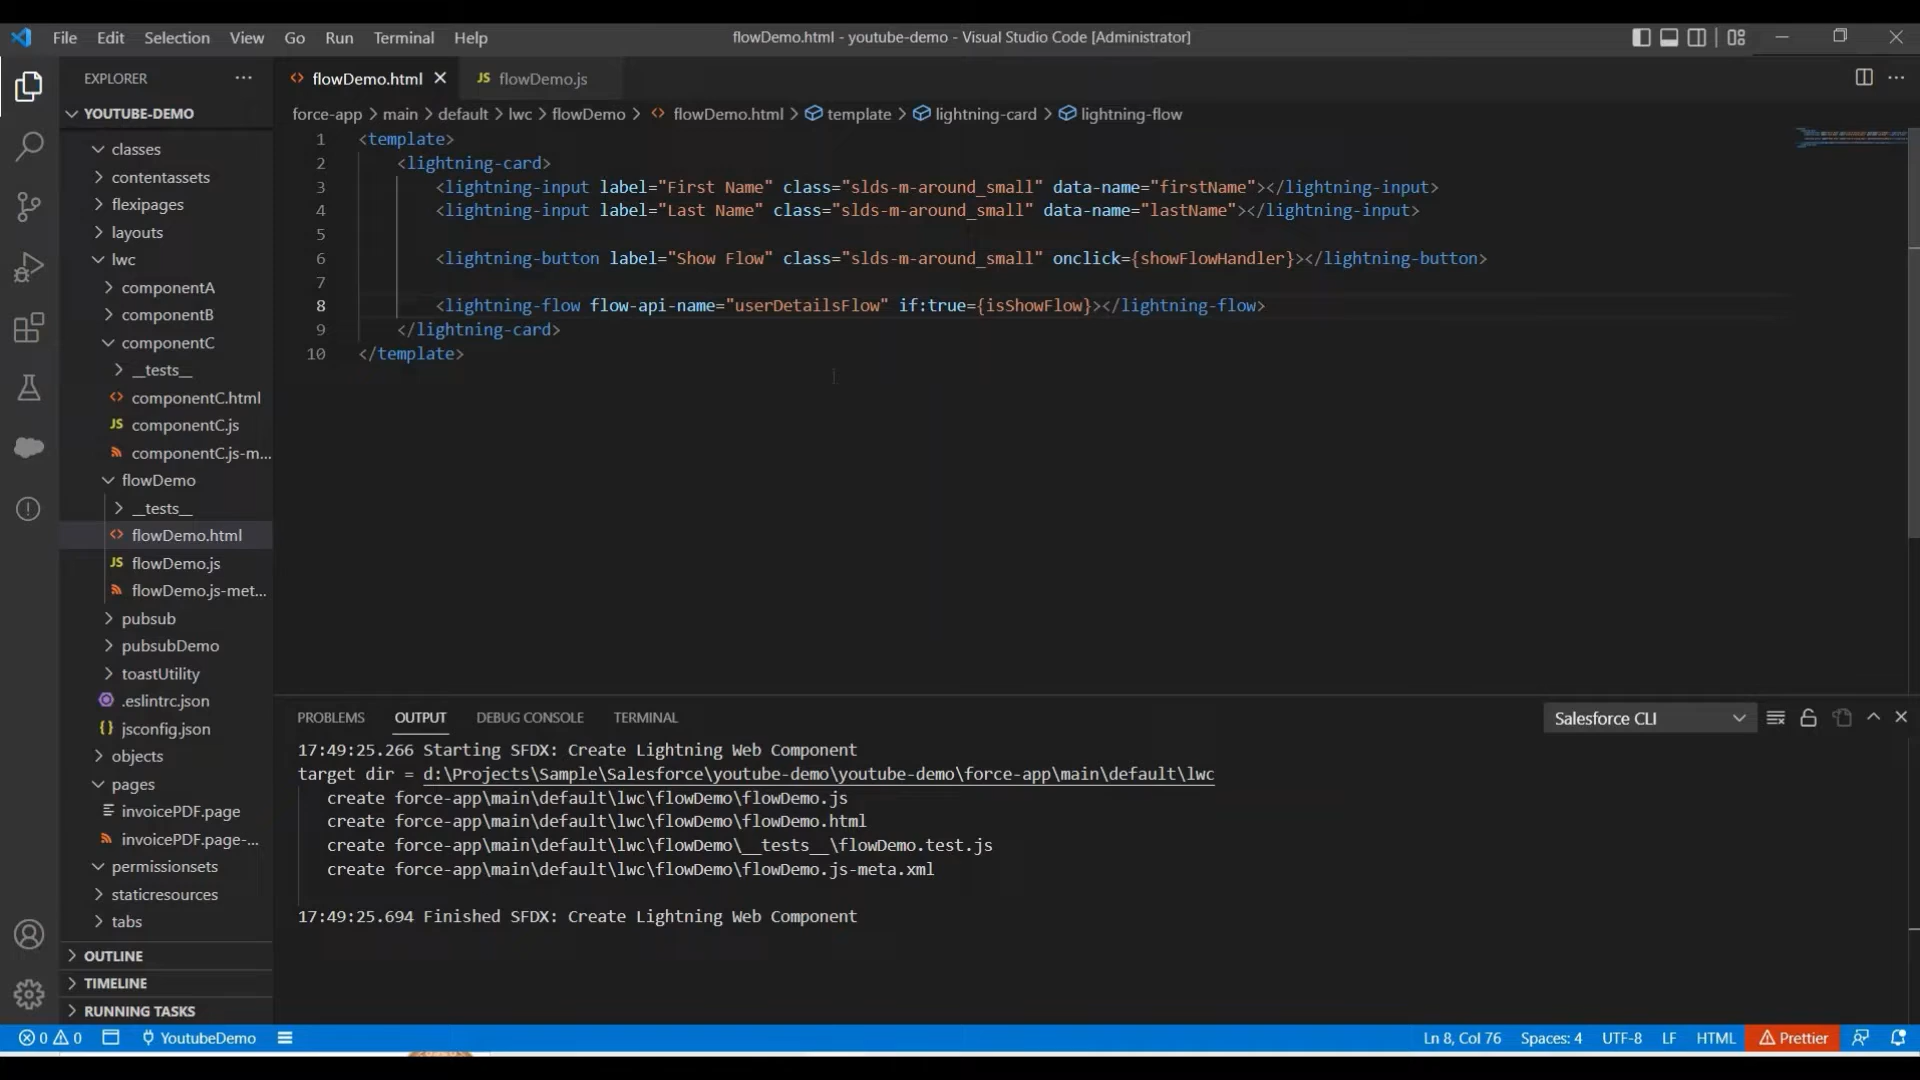 File Edit Selection View Go Run Terminal Help
flowDemo.html - youtube-demo - Visual Studio Code [Administrator]
EXPLORER
YOUTUBE-DEMO
classes
contentassets
flexipages
layouts
lwc
componentA
componentB
componentC
__tests__
componentC.html
JS componentC.js
componentC.js-m...
flowDemo
__tests__
flowDemo.html
JS flowDemo.js
flowDemo.js-met...
pubsub
pubsubDemo
toastUtility
.eslintrc.json
{} jsconfig.json
objects
pages
invoicePDF.page
invoicePDF.page-...
permissionsets
staticresources
tabs
OUTLINE
TIMELINE
RUNNING TASKS
<> flowDemo.html JS flowDemo.js
force-app > main > default > lwc > flowDemo > <> flowDemo.html > template > lightning-card > lightning-flow
1 <template>
2 <lightning-card>
3 <lightning-input label="First Name" class="slds-m-around_small" data-name="firstName"></lightning-input>
4 <lightning-input label="Last Name" class="slds-m-around_small" data-name="lastName"></lightning-input>
5
6 <lightning-button label="Show Flow" class="slds-m-around_small" onclick={showFlowHandler}></lightning-button>
7
8 <lightning-flow flow-api-name="userDetailsFlow" if:true={isShowFlow}></lightning-flow>
9 </lightning-card>
10 </template>
PROBLEMS OUTPUT DEBUG CONSOLE TERMINAL
Salesforce CLI
17:49:25.266 Starting SFDX: Create Lightning Web Component
target dir = d:\Projects\Sample\Salesforce\youtube-demo\youtube-demo\force-app\main\default\lwc
create force-app\main\default\lwc\flowDemo\flowDemo.js
create force-app\main\default\lwc\flowDemo\flowDemo.html
create force-app\main\default\lwc\flowDemo\__tests__\flowDemo.test.js
create force-app\main\default\lwc\flowDemo\flowDemo.js-meta.xml
17:49:25.694 Finished SFDX: Create Lightning Web Component
0 0 YoutubeDemo
Ln 8, Col 76 Spaces: 4 UTF-8 LF HTML Prettier